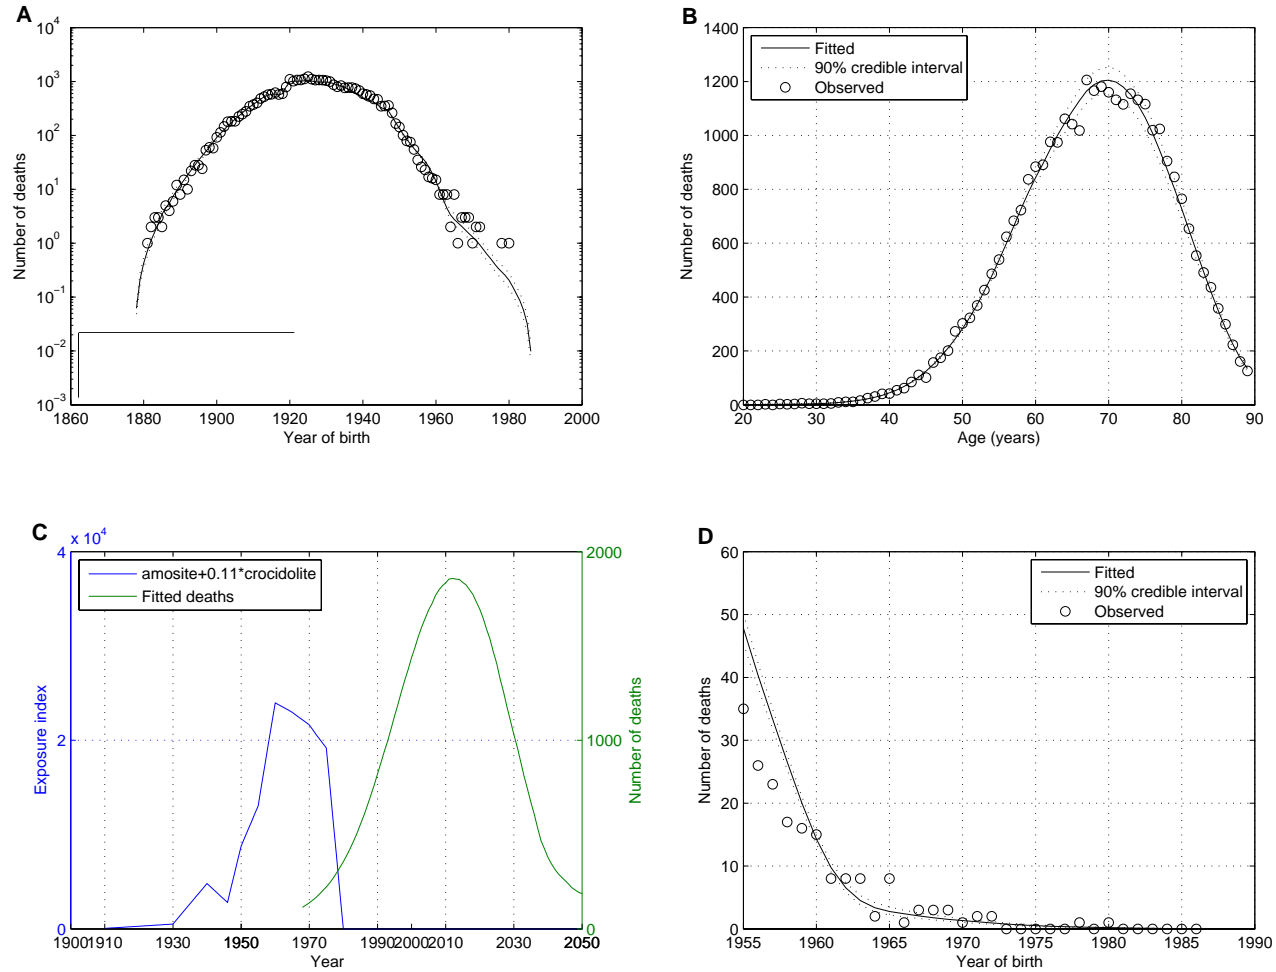 A
10^4
10^3
10^2
10^1
10^0
10^-1
10^-2
10^-3
Number of deaths
1860 1880 1900 1920 1940 1960 1980 2000
Year of birth
B
1400
1200
1000
800
600
400
200
0
Number of deaths
Fitted
90% credible interval
Observed
20 30 40 50 60 70 80 90
Age (years)
C
x 10^4
4
2
0
Exposure index
amosite+0.11*crocidolite
Fitted deaths
2000
1000
0
Number of deaths
1900 1910 1930 1950 1970 1990 2000 2010 2030 2050
Year
D
60
50
40
30
20
10
0
Number of deaths
Fitted
90% credible interval
Observed
1955 1960 1965 1970 1975 1980 1985 1990
Year of birth